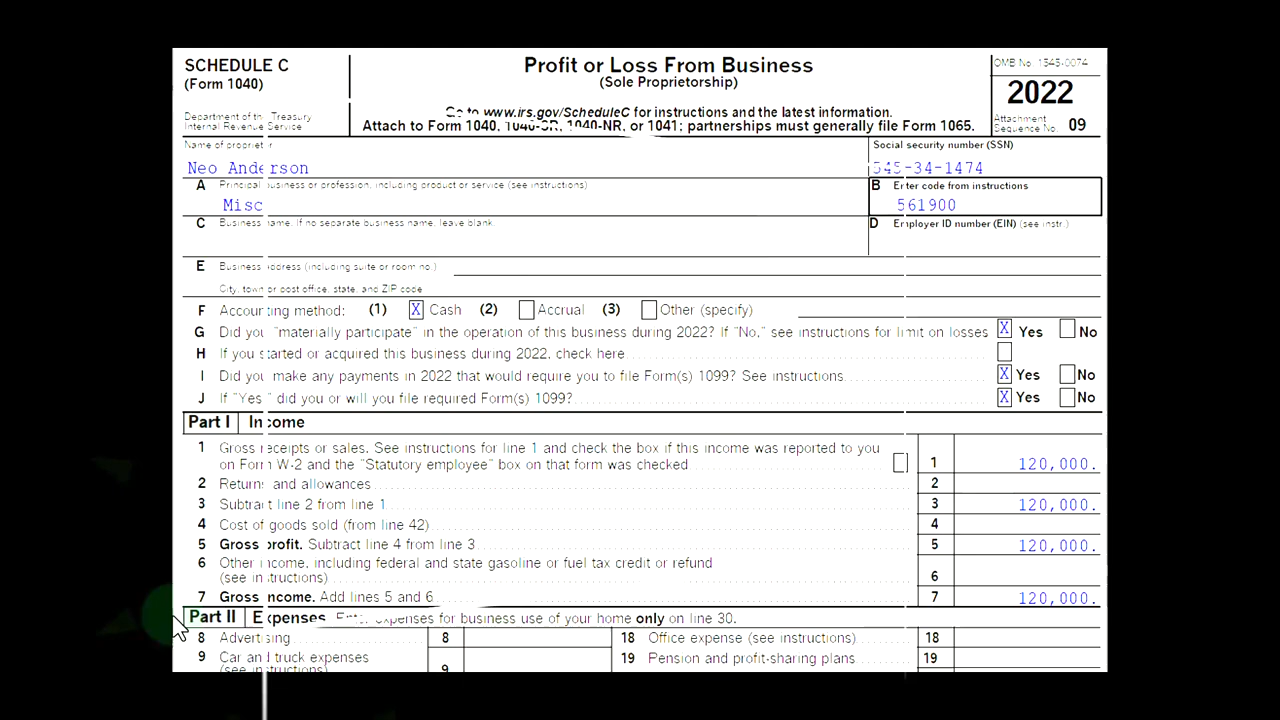 SCHEDULE C
(Form 1040)
Department of the Treasury
Internal Revenue Service
Profit or Loss From Business
(Sole Proprietorship)
Go to www.irs.gov/ScheduleC for instructions and the latest information.
Attach to Form 1040, 1040-SR, 1040-NR, or 1041; partnerships must generally file Form 1065.
OMB No. 1545-0074
2022
Attachment
Sequence No. 09
Name of proprietor
Neo Anderson
Social security number (SSN)
545-34-1474
A Principal business or profession, including product or service (see instructions)
Misc
B Enter code from instructions
561900
C Business name. If no separate business name, leave blank.
D Employer ID number (EIN) (see instr.)
E Business address (including suite or room no.)
City, town or post office, state, and ZIP code
F Accounting method: (1) X Cash (2) Accrual (3) Other (specify)
G Did you "materially participate" in the operation of this business during 2022? If "No," see instructions for limit on losses X Yes No
H If you started or acquired this business during 2022, check here
I Did you make any payments in 2022 that would require you to file Form(s) 1099? See instructions X Yes No
J If "Yes," did you or will you file required Form(s) 1099? X Yes No
Part I Income
1 Gross receipts or sales. See instructions for line 1 and check the box if this income was reported to you
on Form W-2 and the "Statutory employee" box on that form was checked 1 120,000.
2 Returns and allowances 2
3 Subtract line 2 from line 1 3 120,000.
4 Cost of goods sold (from line 42) 4
5 Gross profit. Subtract line 4 from line 3 5 120,000.
6 Other income, including federal and state gasoline or fuel tax credit or refund
(see instructions) 6
7 Gross income. Add lines 5 and 6 7 120,000.
Part II Expenses. Enter expenses for business use of your home only on line 30.
8 Advertising 8
18 Office expense (see instructions) 18
9 Car and truck expenses
(see instructions) 9
19 Pension and profit-sharing plans 19